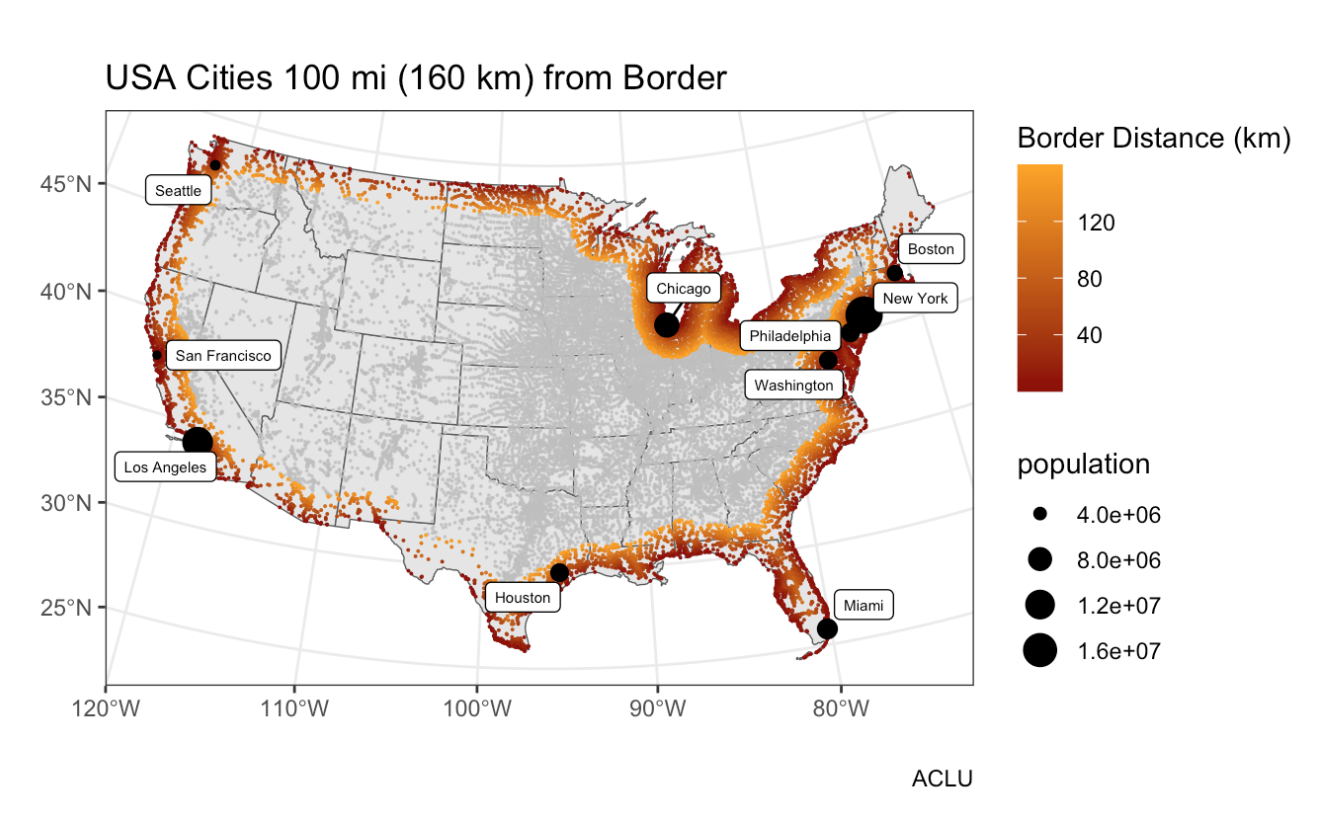 USA Cities 100 mi (160 km) from Border
45°N
40°N
35°N
30°N
25°N
120°W
110°W
100°W
90°W
80°W
Seattle
San Francisco
Los Angeles
Houston
Chicago
Boston
New York
Philadelphia
Washington
Miami
Border Distance (km)
120
80
40
population
4.0e+06
8.0e+06
1.2e+07
1.6e+07
ACLU